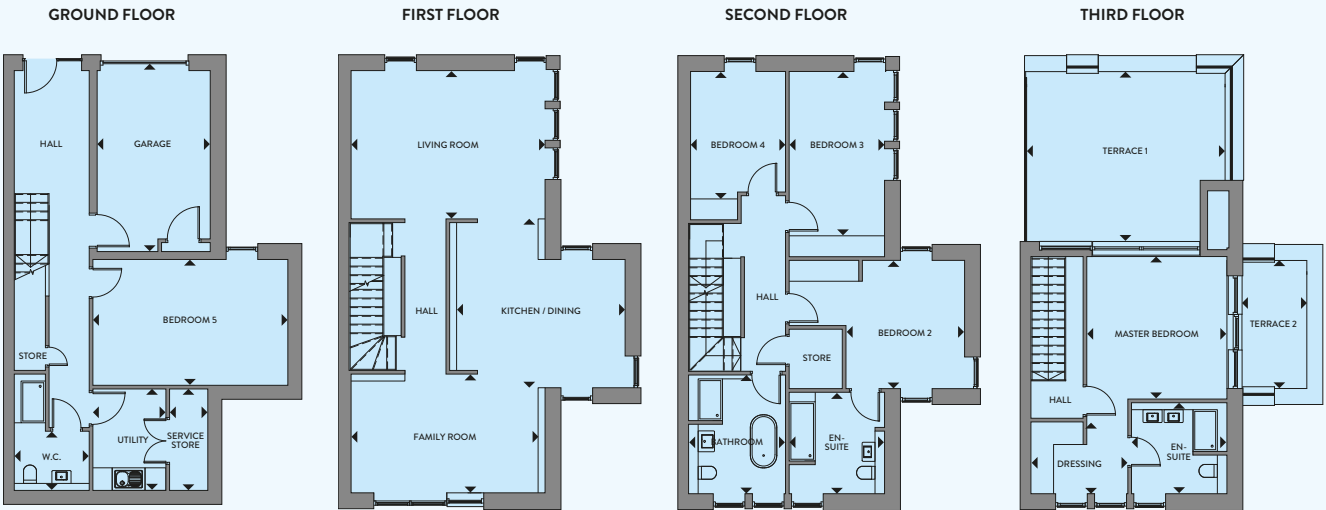 GROUND FLOOR
HALL
GARAGE
BEDROOM 5
STORE
UTILITY
SERVICE
STORE
W.C.
FIRST FLOOR
LIVING ROOM
HALL
KITCHEN / DINING
FAMILY ROOM
SECOND FLOOR
BEDROOM 4
BEDROOM 3
HALL
BEDROOM 2
STORE
BATHROOM
EN-
SUITE
THIRD FLOOR
TERRACE 1
MASTER BEDROOM
TERRACE 2
HALL
DRESSING
EN-
SUITE